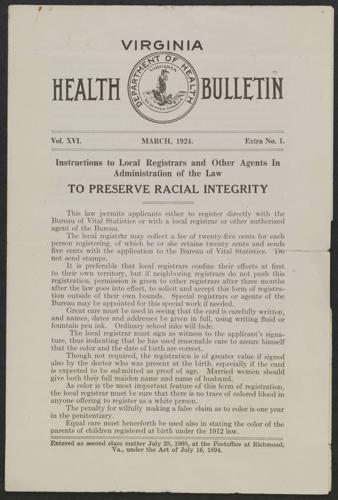 VIRGINIA
HEALTH BULLETIN
DEPARTMENT OF HEALTH
VIRGINIA
Vol. XVI. MARCH, 1924. Extra No. 1.
Instructions to Local Registrars and Other Agents In
Administration of the Law
TO PRESERVE RACIAL INTEGRITY
This law permits applicants either to register directly with the
Bureau of Vital Statistics or with a local registrar or other authorized
agent of the Bureau.
The local registrar may collect a fee of twenty-five cents for each
person registering, of which he or she retains twenty cents and sends
five cents with the application to the Bureau of Vital Statistics. Do
not send stamps.
It is preferable that local registrars confine their efforts at first
to their own territory, but if neighboring registrars do not push this
registration, permission is given to other registrars after three months
after the law goes into effect, to solicit and accept this form of registra-
tion outside of their own bounds. Special registrars or agents of the
Bureau may be appointed for this special work if needed.
Great care must be used in seeing that the card is carefully written,
and names, dates and addresses be given in full, using writing fluid or
fountain pen ink. Ordinary school inks will fade.
The local registrar must sign as witness to the applicant's signa-
ture, thus indicating that he has used reasonable care to assure himself
that the color and the date of birth are correct.
Though not required, the registration is of greater value if signed
also by the doctor who was present at the birth, especially if the card
is expected to be submitted as proof of age. Married women should
give both their full maiden name and name of husband.
As color is the most important feature of this form of registration,
the local registrar must be sure that there is no trace of colored blood in
anyone offering to register as a white person.
The penalty for willfully making a false claim as to color is one year
in the penitentiary.
Equal care must henceforth be used also in stating the color of the
parents of children registered at birth under the 1912 law.
Entered as second class matter July 28, 1908, at the Postoffice at Richmond,
Va., under the Act of July 16, 1894.